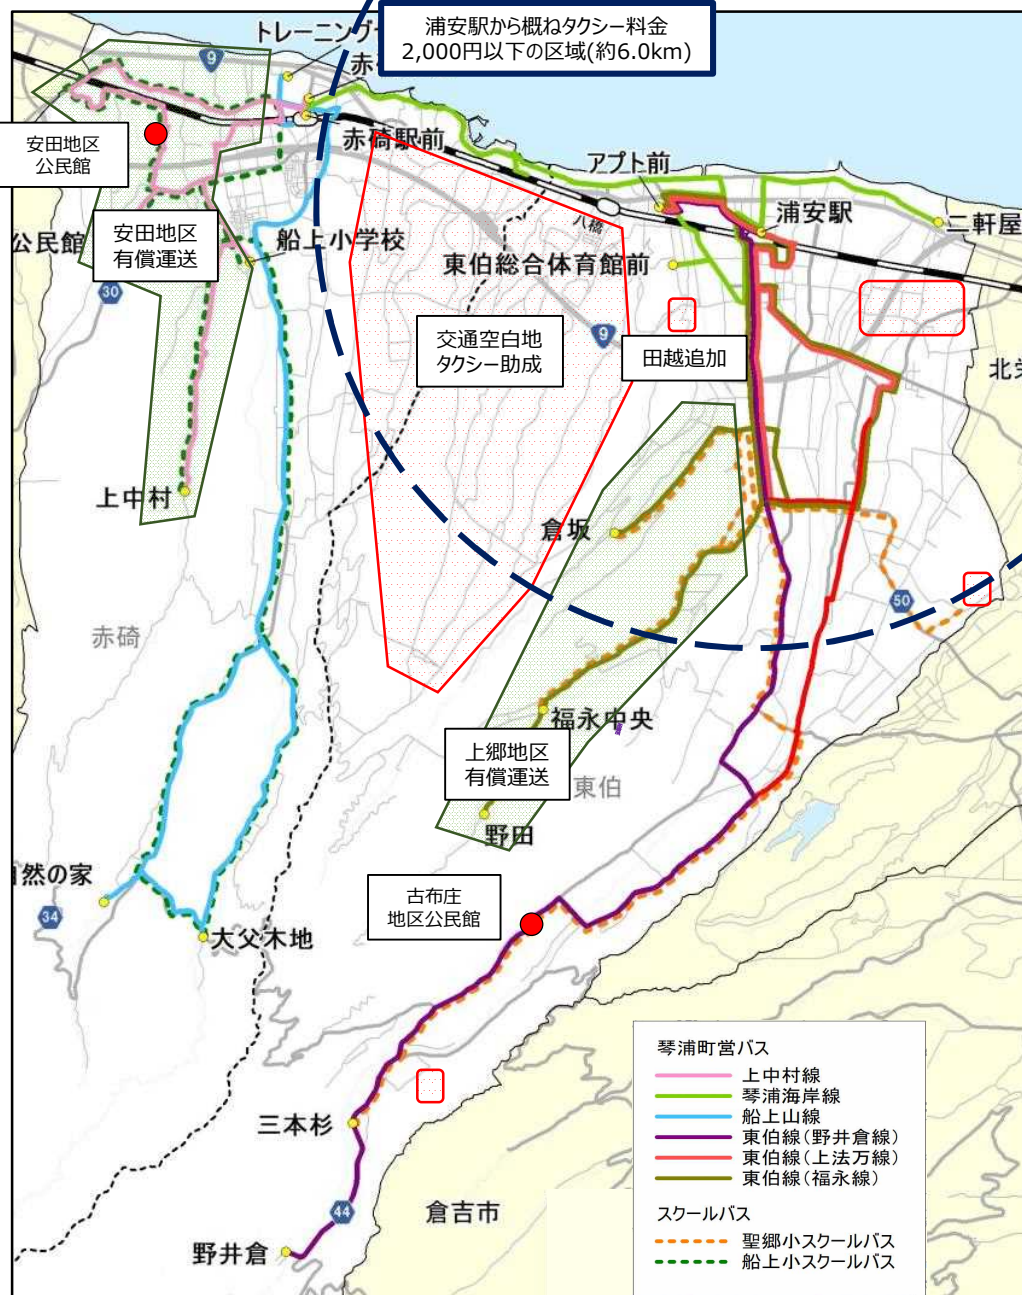 浦安駅から概ねタクシー料金
2,000円以下の区域(約6.0km)
トレーニング
9
赤碕駅前
安田地区
公民館
アプト前
浦安駅
二軒屋
八橋
公民館
安田地区
有償運送
船上小学校
東伯総合体育館前
30
交通空白地
タクシー助成
9
田越追加
北栄
上中村
倉坂
50
赤碕
福永中央
上郷地区
有償運送
東伯
野田
然の家
古布庄
地区公民館
34
大父木地
三本杉
44
倉吉市
野井倉
琴浦町営バス
上中村線
琴浦海岸線
船上山線
東伯線(野井倉線)
東伯線(上法万線)
東伯線(福永線)
スクールバス
聖郷小スクールバス
船上小スクールバス